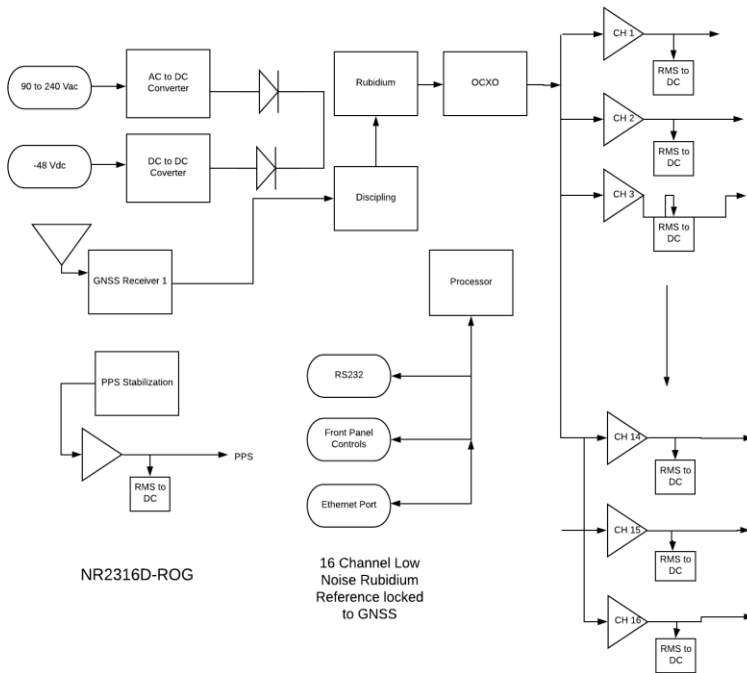 90 to 240 Vac
AC to DC
Converter
Rubidium
OCXO
CH 1
RMS to
DC
-48 Vdc
DC to DC
Coverter
CH 2
RMS to
DC
Discipling
CH 3
RMS to
DC
GNSS Receiver 1
Processor
PPS Stabilization
RS232
Front Panel
Controls
CH 14
RMS to
DC
PPS
RMS to
DC
Ethernet Port
CH 15
RMS to
DC
NR2316D-ROG
16 Channel Low
Noise Rubidium
Reference locked
to GNSS
CH 16
RMS to
DC